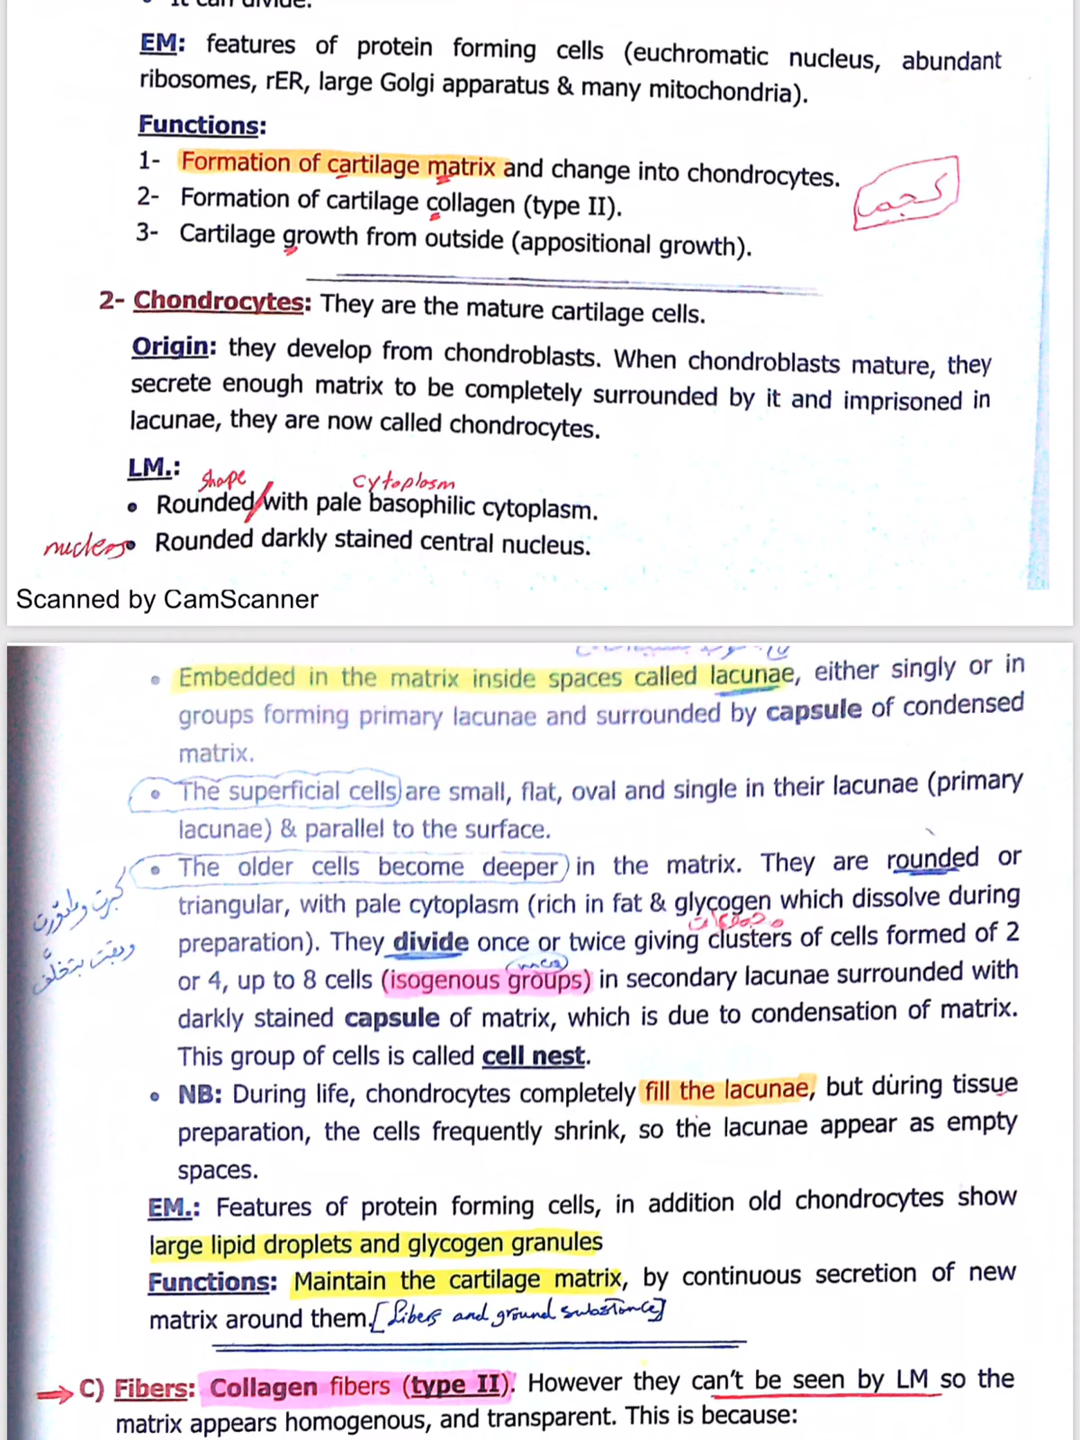 It can divide.
EM: features of protein forming cells (euchromatic nucleus, abundant
ribosomes, rER, large Golgi apparatus & many mitochondria).
Functions:
1- Formation of cartilage matrix and change into chondrocytes.
2- Formation of cartilage collagen (type II).
3- Cartilage growth from outside (appositional growth).
2- Chondrocytes: They are the mature cartilage cells.
Origin: they develop from chondroblasts. When chondroblasts mature, they
secrete enough matrix to be completely surrounded by it and imprisoned in
lacunae, they are now called chondrocytes.
LM.:
shape cytoplasm
• Rounded/with pale basophilic cytoplasm.
• Rounded darkly stained central nucleus.
Scanned by CamScanner
• Embedded in the matrix inside spaces called lacunae, either singly or in
groups forming primary lacunae and surrounded by capsule of condensed
matrix.
• The superficial cells are small, flat, oval and single in their lacunae (primary
lacunae) & parallel to the surface.
• The older cells become deeper in the matrix. They are rounded or
triangular, with pale cytoplasm (rich in fat & glycogen which dissolve during
مجموعات
preparation). They divide once or twice giving clusters of cells formed of 2
or 4, up to 8 cells (isogenous groups) in secondary lacunae surrounded with
darkly stained capsule of matrix, which is due to condensation of matrix.
This group of cells is called cell nest.
• NB: During life, chondrocytes completely fill the lacunae, but during tissue
preparation, the cells frequently shrink, so the lacunae appear as empty
spaces.
EM.: Features of protein forming cells, in addition old chondrocytes show
large lipid droplets and glycogen granules
Functions: Maintain the cartilage matrix, by continuous secretion of new
matrix around them. [fibers and ground substance]
C) Fibers: Collagen fibers (type II). However they can't be seen by LM so the
matrix appears homogenous, and transparent. This is because: